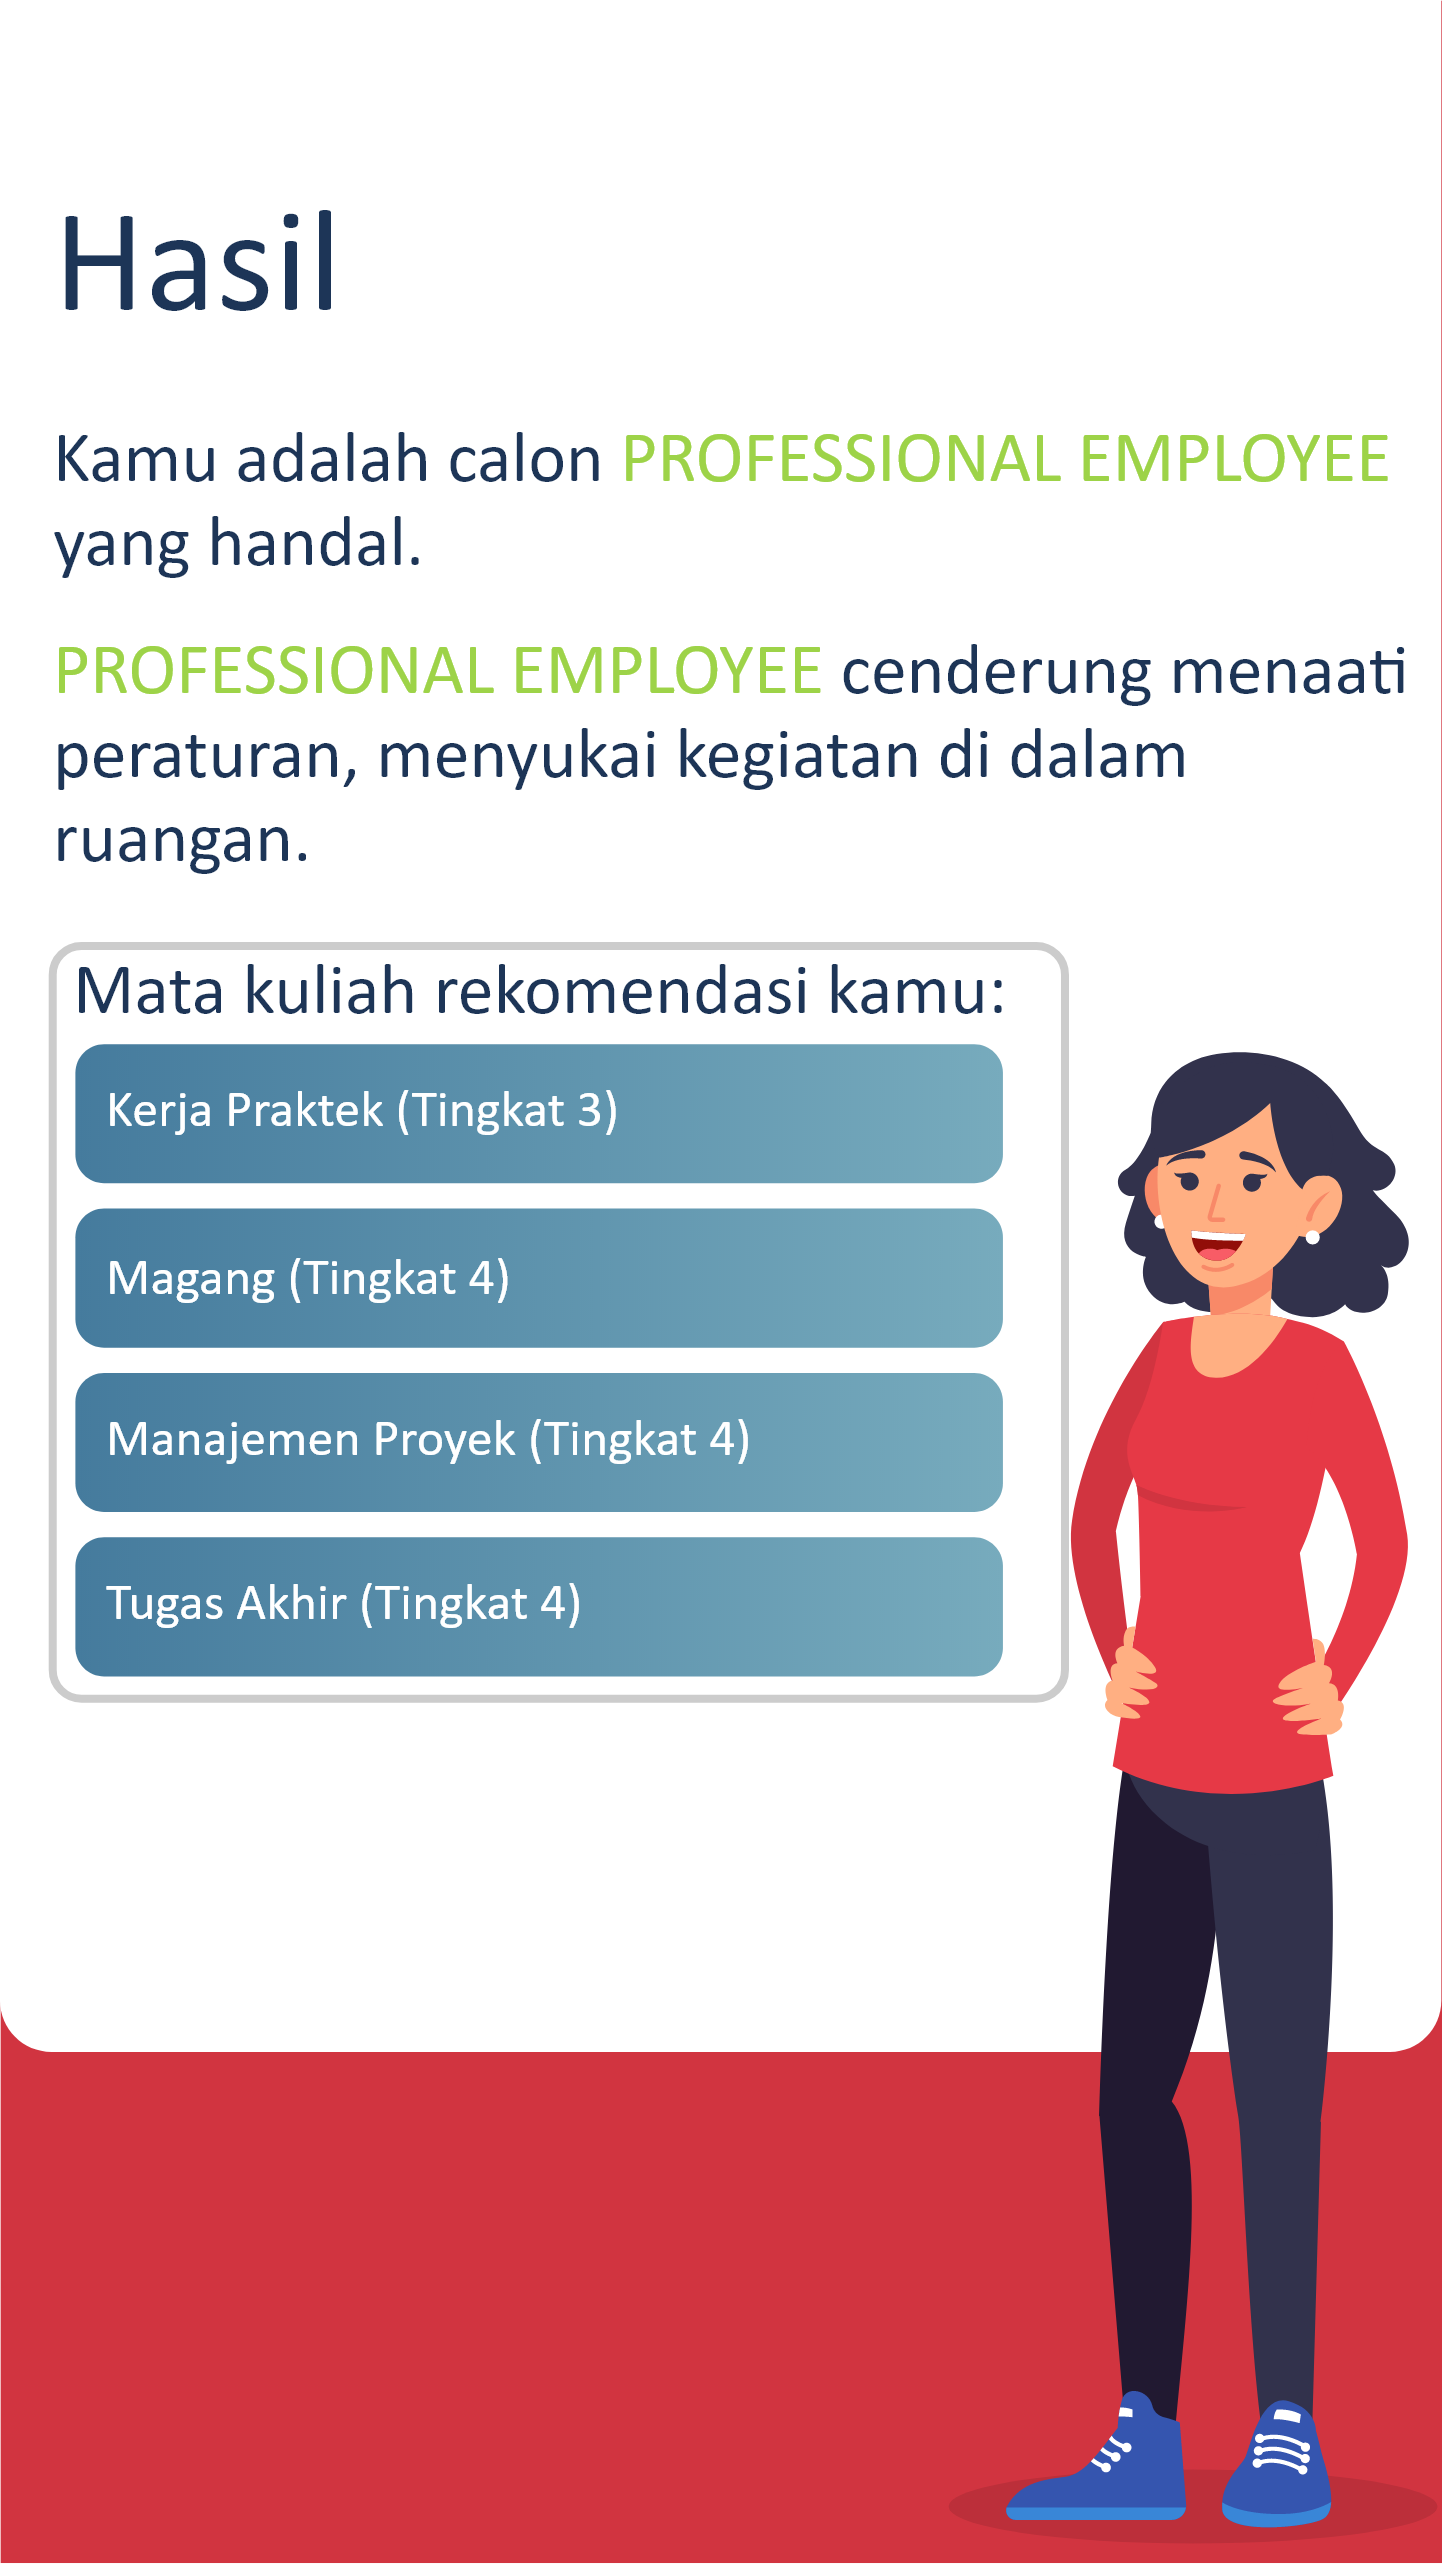 Hasil
Kamu adalah calon PROFESSIONAL EMPLOYEE
yang handal.
PROFESSIONAL EMPLOYEE cenderung menaati
peraturan, menyukai kegiatan di dalam
ruangan.
Mata kuliah rekomendasi kamu:
Kerja Praktek (Tingkat 3)
Magang (Tingkat 4)
Manajemen Proyek (Tingkat 4)
Tugas Akhir (Tingkat 4)